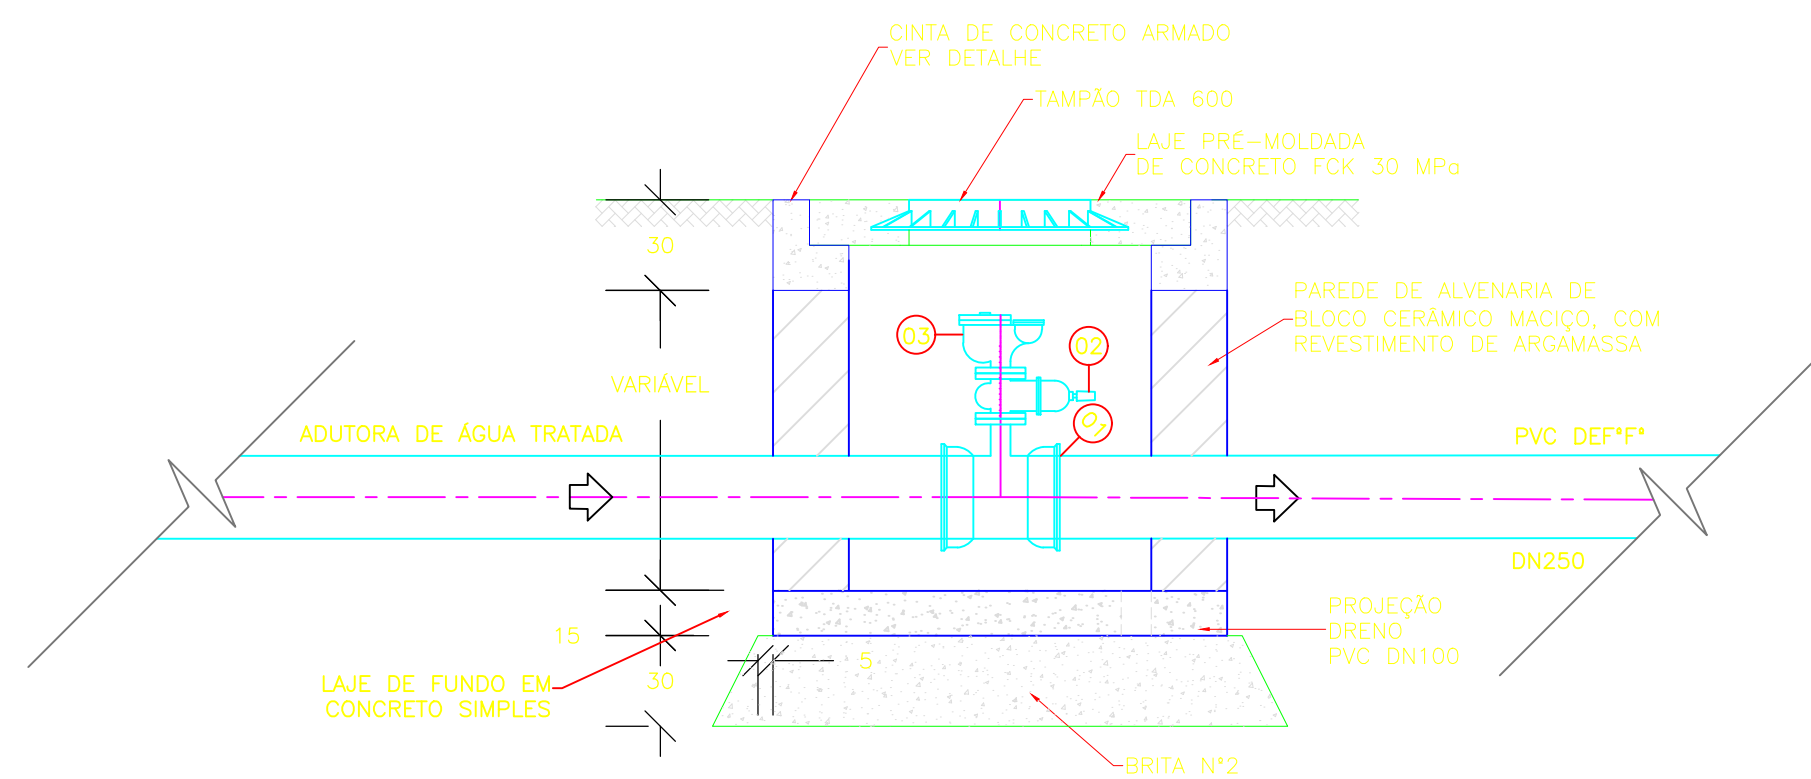 CINTA DE CONCRETO ARMADO
VER DETALHE
TAMPÃO TDA 600
LAJE PRÉ-MOLDADA
DE CONCRETO FCK 30 MPa
30
PAREDE DE ALVENARIA DE
BLOCO CERÂMICO MACIÇO, COM
REVESTIMENTO DE ARGAMASSA
03
02
VARIÁVEL
01
ADUTORA DE ÁGUA TRATADA
PVC DEF°F°
DN250
PROJEÇÃO
DRENO
PVC DN100
15
5
30
LAJE DE FUNDO EM
CONCRETO SIMPLES
BRITA N°2